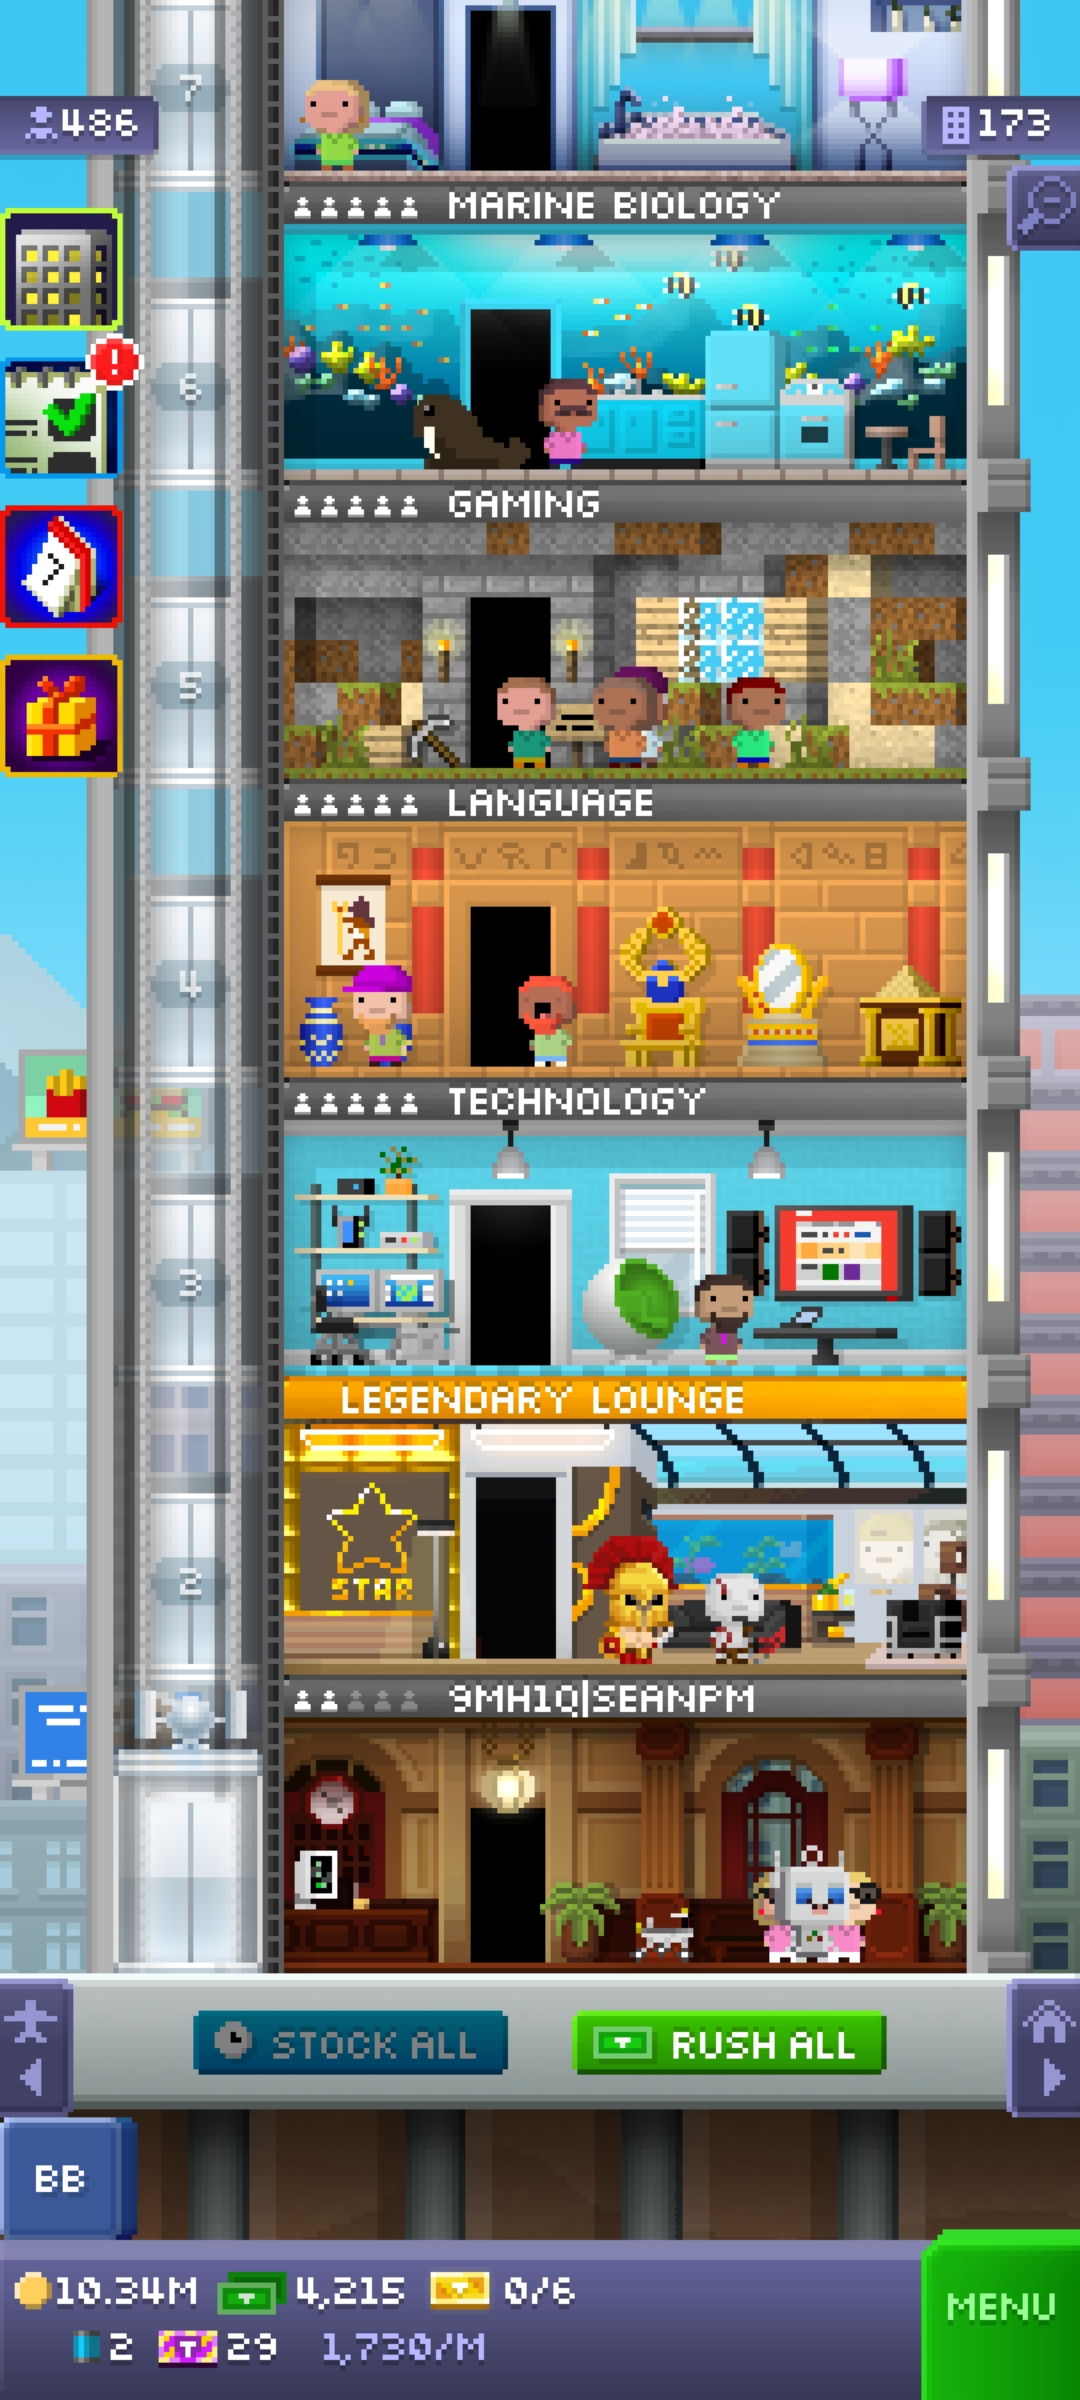 7
486
173
MARINE BIOLOGY
6
GAMING
7
5
LANGUAGE
4
TECHNOLOGY
3
LEGENDARY LOUNGE
STAR
2
9MH1Q|SEANPM
STOCK ALL
RUSH ALL
BB
10.34M 4,215 0/6
2 29 1,730/M
MENU